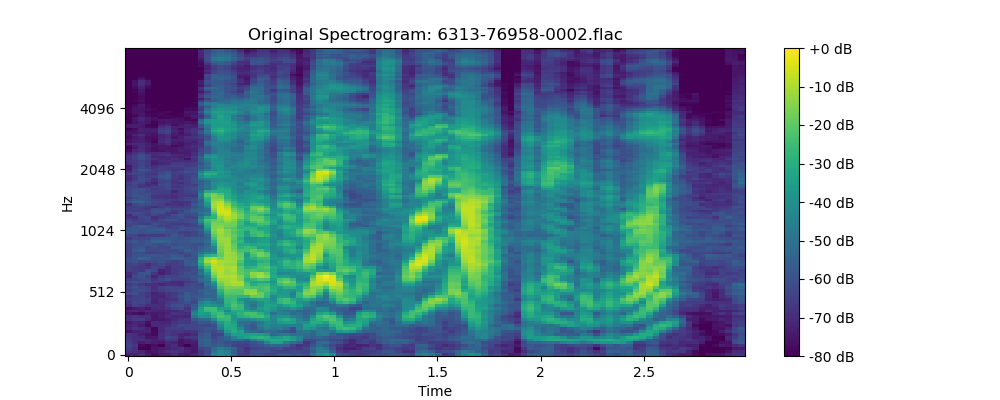 Original Spectrogram: 6313-76958-0002.flac
Hz
4096
2048
1024
512
0
0
0.5
1
1.5
2
2.5
Time
+0 dB
-10 dB
-20 dB
-30 dB
-40 dB
-50 dB
-60 dB
-70 dB
-80 dB